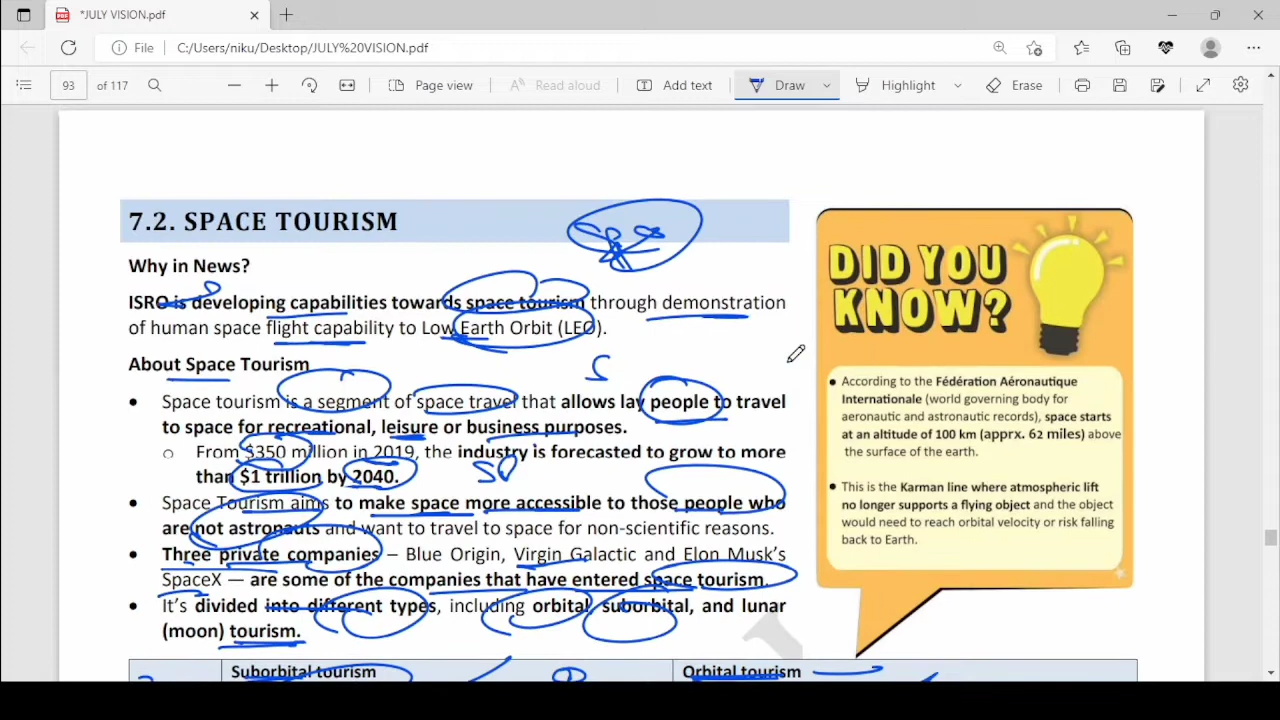 *JULY VISION.pdf
File
C:/Users/niku/Desktop/JULY%20VISION.pdf
93 of 117
Page view
Read aloud
Add text
Draw
Highlight
Erase
7.2. SPACE TOURISM
Why in News?
ISRO is developing capabilities towards space tourism through demonstration
of human space flight capability to Low Earth Orbit (LEO).
About Space Tourism
• Space tourism is a segment of space travel that allows lay people to travel
to space for recreational, leisure or business purposes.
o From $350 million in 2019, the industry is forecasted to grow to more
than $1 trillion by 2040.
• Space Tourism aims to make space more accessible to those people who
are not astronauts and want to travel to space for non-scientific reasons.
• Three private companies – Blue Origin, Virgin Galactic and Elon Musk's
SpaceX — are some of the companies that have entered space tourism.
• It's divided into different types, including orbital, suborbital, and lunar
(moon) tourism.
Suborbital tourism
Orbital tourism
DID YOU
KNOW?
• According to the Fédération Aéronautique
Internationale (world governing body for
aeronautic and astronautic records), space starts
at an altitude of 100 km (apprx. 62 miles) above
the surface of the earth.
• This is the Karman line where atmospheric lift
no longer supports a flying object and the object
would need to reach orbital velocity or risk falling
back to Earth.